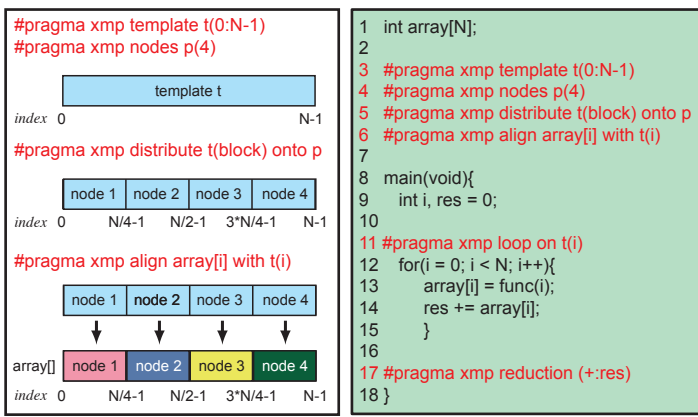 #pragma xmp template t(0:N-1)
#pragma xmp nodes p(4)
template t
index 0 N-1
#pragma xmp distribute t(block) onto p
node 1 node 2 node 3 node 4
index 0 N/4-1 N/2-1 3*N/4-1 N-1
#pragma xmp align array[i] with t(i)
node 1 node 2 node 3 node 4
array[] node 1 node 2 node 3 node 4
index 0 N/4-1 N/2-1 3*N/4-1 N-1
1 int array[N];
2
3 #pragma xmp template t(0:N-1)
4 #pragma xmp nodes p(4)
5 #pragma xmp distribute t(block) onto p
6 #pragma xmp align array[i] with t(i)
7
8 main(void){
9 int i, res = 0;
10
11 #pragma xmp loop on t(i)
12 for(i = 0; i < N; i++){
13 array[i] = func(i);
14 res += array[i];
15 }
16
17 #pragma xmp reduction (+:res)
18 }